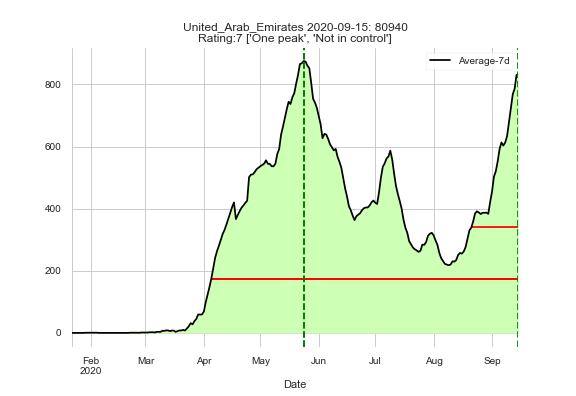 United_Arab_Emirates 2020-09-15: 80940
Rating:7 ['One peak', 'Not in control']
Average-7d
800
600
400
200
0
Feb Mar Apr May Jun Jul Aug Sep
2020
Date